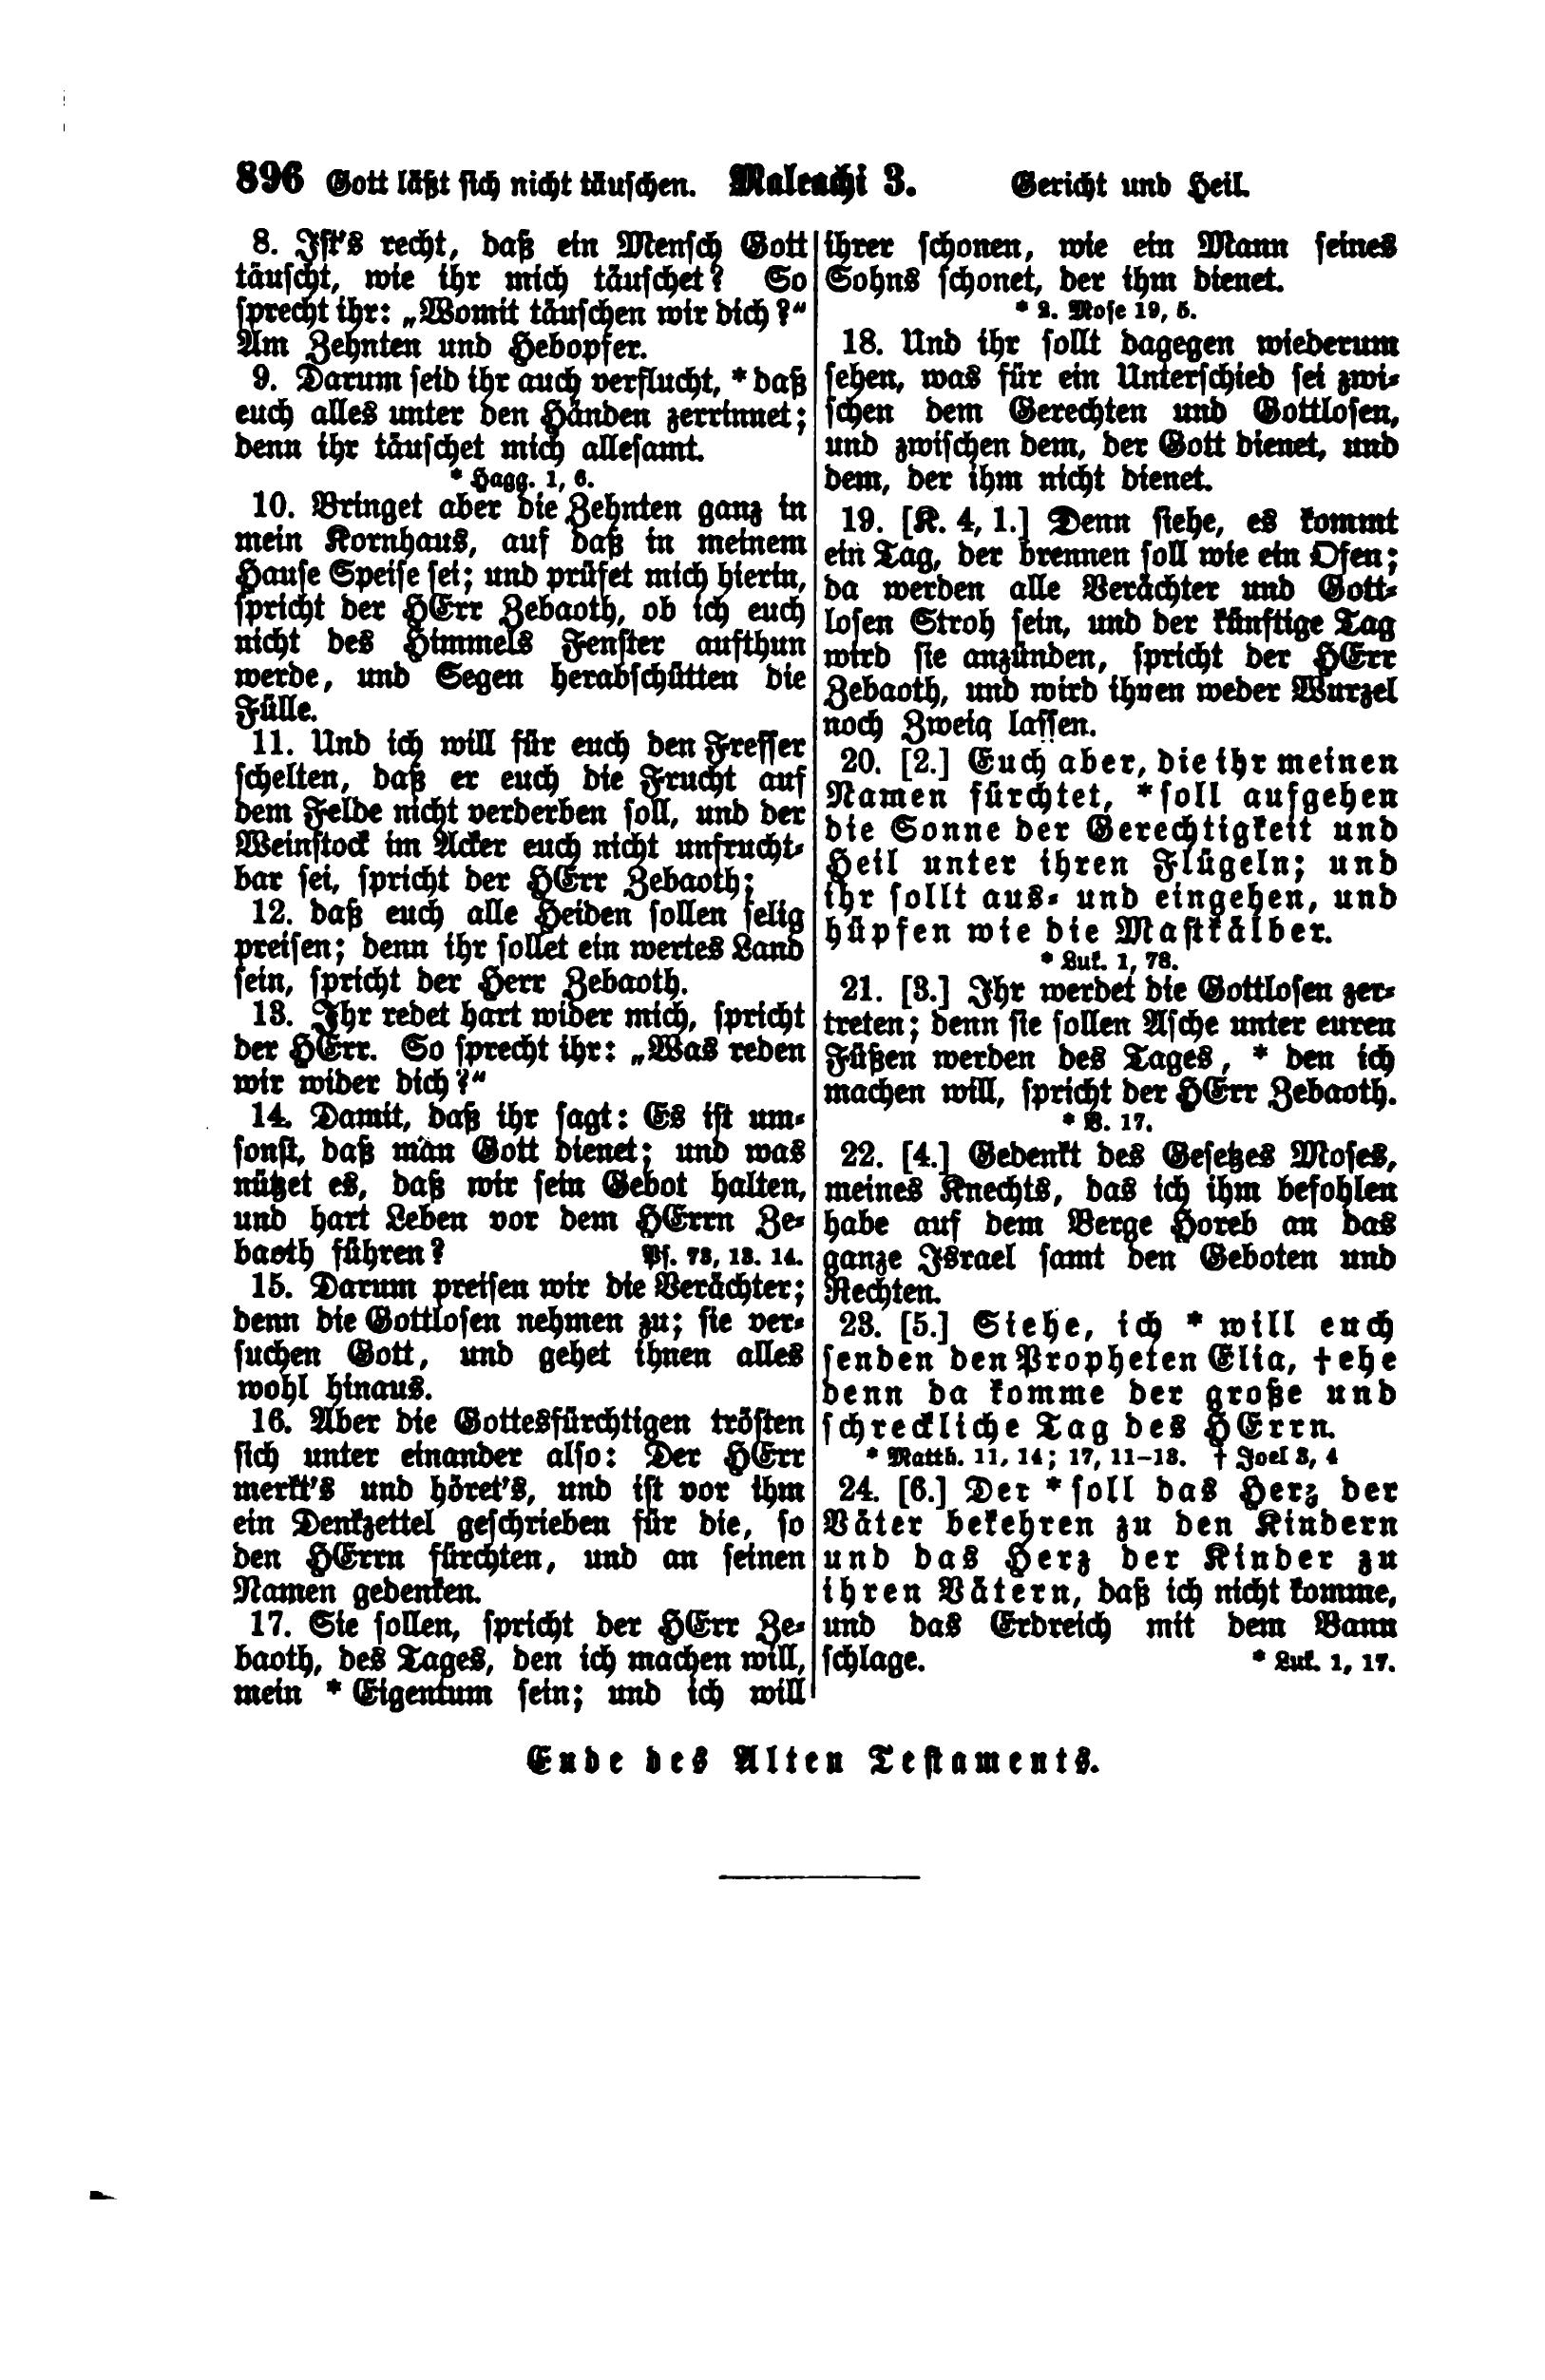 896 Gott läßt sich nicht täuschen. Maleachi 3. Gericht und Heil.
8. Ist's recht, daß ein Mensch Gott
täuscht, wie ihr mich täuschet? So
sprecht ihr: „Womit täuschen wir dich?“
Am Zehnten und Hebopfer.
9. Darum seid ihr auch verflucht, * daß
euch alles unter den Händen zerrinnet;
denn ihr täuschet mich allesamt.
* Hagg. 1, 6.
10. Bringet aber die Zehnten ganz in
mein Kornhaus, auf daß in meinem
Hause Speise sei; und prüfet mich hierin,
spricht der HErr Zebaoth, ob ich euch
nicht des Himmels Fenster aufthun
werde, und Segen herabschütten die
Fülle.
11. Und ich will für euch den Fresser
schelten, daß er euch die Frucht auf
dem Felde nicht verderben soll, und der
Weinstock im Acker euch nicht unfrucht-
bar sei, spricht der HErr Zebaoth;
12. daß euch alle Heiden sollen selig
preisen; denn ihr sollet ein wertes Land
sein, spricht der Herr Zebaoth.
13. Ihr redet hart wider mich, spricht
der HErr. So sprecht ihr: „Was reden
wir wider dich?“
14. Damit, daß ihr sagt: Es ist um-
sonst, daß man Gott dienet; und was
nützet es, daß wir sein Gebot halten,
und hart Leben vor dem HErrn Ze-
baoth führen? Ps. 73, 13. 14.
15. Darum preisen wir die Verächter;
denn die Gottlosen nehmen zu; sie ver-
suchen Gott, und gehet ihnen alles
wohl hinaus.
16. Aber die Gottesfürchtigen trösten
sich unter einander also: Der HErr
merkt's und höret's, und ist vor ihm
ein Denkzettel geschrieben für die, so
den HErrn fürchten, und an seinen
Namen gedenken.
17. Sie sollen, spricht der HErr Ze-
baoth, des Tages, den ich machen will,
mein * Eigentum sein; und ich will
ihrer schonen, wie ein Mann seines
Sohns schonet, der ihm dienet.
* 2. Mose 19, 5.
18. Und ihr sollt dagegen wiederum
sehen, was für ein Unterschied sei zwi-
schen dem Gerechten und Gottlosen,
und zwischen dem, der Gott dienet, und
dem, der ihm nicht dienet.
19. [K. 4, 1.] Denn siehe, es kommt
ein Tag, der brennen soll wie ein Ofen;
da werden alle Verächter und Gott-
losen Stroh sein, und der künftige Tag
wird sie anzünden, spricht der HErr
Zebaoth, und wird ihnen weder Wurzel
noch Zweig lassen.
20. [2.] Euch aber, die ihr meinen
Namen fürchtet, * soll aufgehen
die Sonne der Gerechtigkeit und
Heil unter ihren Flügeln; und
ihr sollt aus- und eingehen, und
hüpfen wie die Mastkälber.
* Luk. 1, 78.
21. [3.] Ihr werdet die Gottlosen zer-
treten; denn sie sollen Asche unter euren
Füßen werden des Tages, * den ich
machen will, spricht der HErr Zebaoth.
* V. 17.
22. [4.] Gedenkt des Gesetzes Moses,
meines Knechts, das ich ihm befohlen
habe auf dem Berge Horeb an das
ganze Israel samt den Geboten und
Rechten.
23. [5.] Siehe, ich * will euch
senden den Propheten Elia, † ehe
denn da komme der große und
schreckliche Tag des HErrn.
* Matth. 11, 14; 17, 11-13. † Joel 3, 4
24. [6.] Der * soll das Herz der
Väter bekehren zu den Kindern
und das Herz der Kinder zu
ihren Vätern, daß ich nicht komme,
und das Erdreich mit dem Bann
schlage. * Luk. 1, 17.
Ende des Alten Testaments.